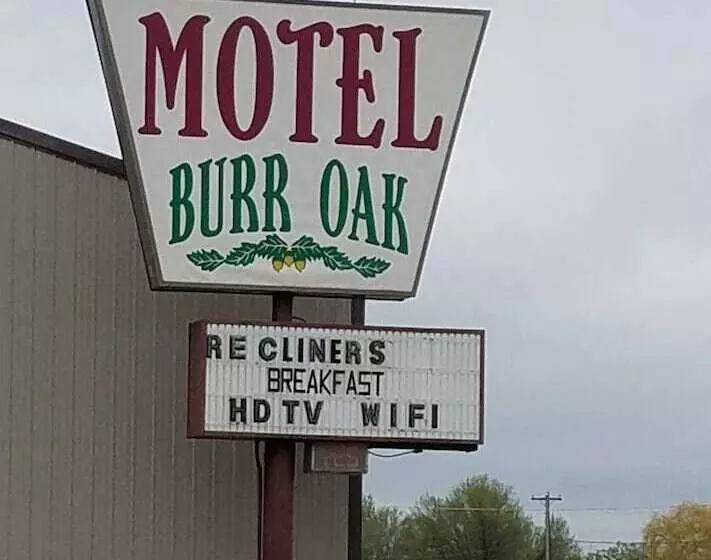 MOTEL
BURR OAK
RECLINERS
BREAKFAST
HDTV WIFI